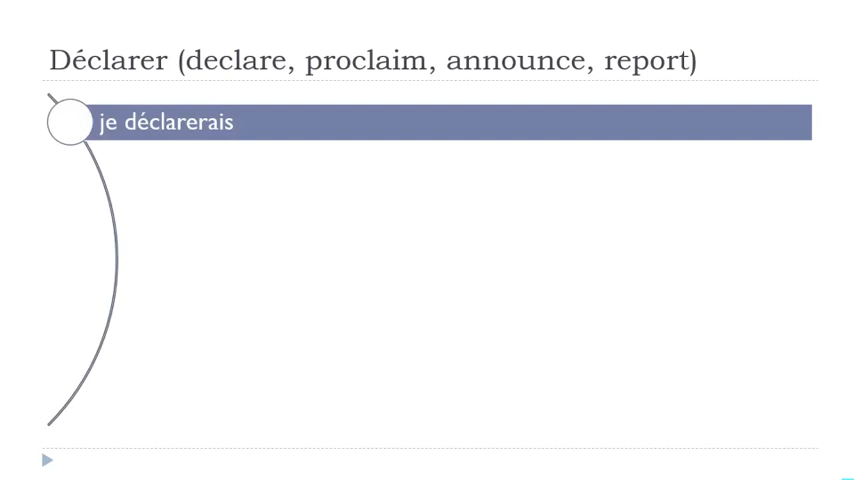 Déclarer (declare, proclaim, announce, report)
je déclarerais